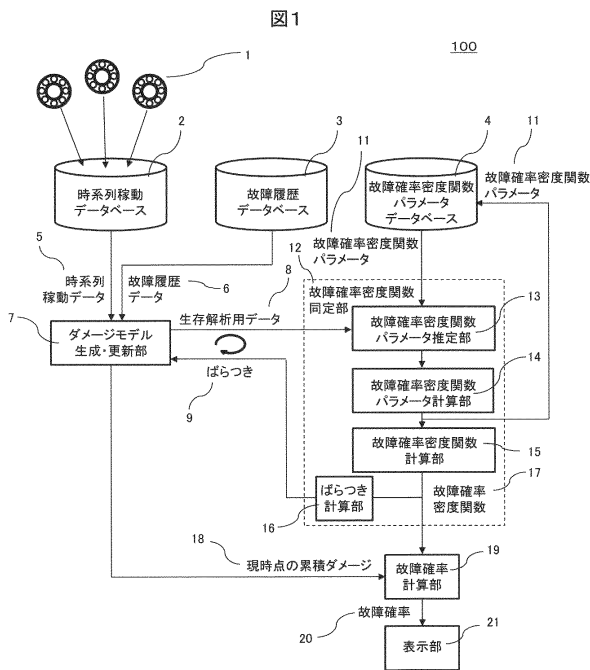 図1
100
1
2
3
4
11
11
時系列稼動
データベース
故障履歴
データベース
故障確率密度関数
パラメータ
データベース
故障確率密度関数
パラメータ
5
時系列
稼動データ
故障履歴
データ
6
8
12
故障確率密度関数
パラメータ
故障確率密度関数
同定部
7
ダメージモデル
生成・更新部
生存解析用データ
故障確率密度関数
パラメータ推定部
13
ばらつき
9
故障確率密度関数
パラメータ計算部
14
故障確率密度関数
計算部
15
ばらつき
計算部
16
故障確率
密度関数
17
18
現時点の累積ダメージ
故障確率
計算部
19
故障確率
20
表示部
21